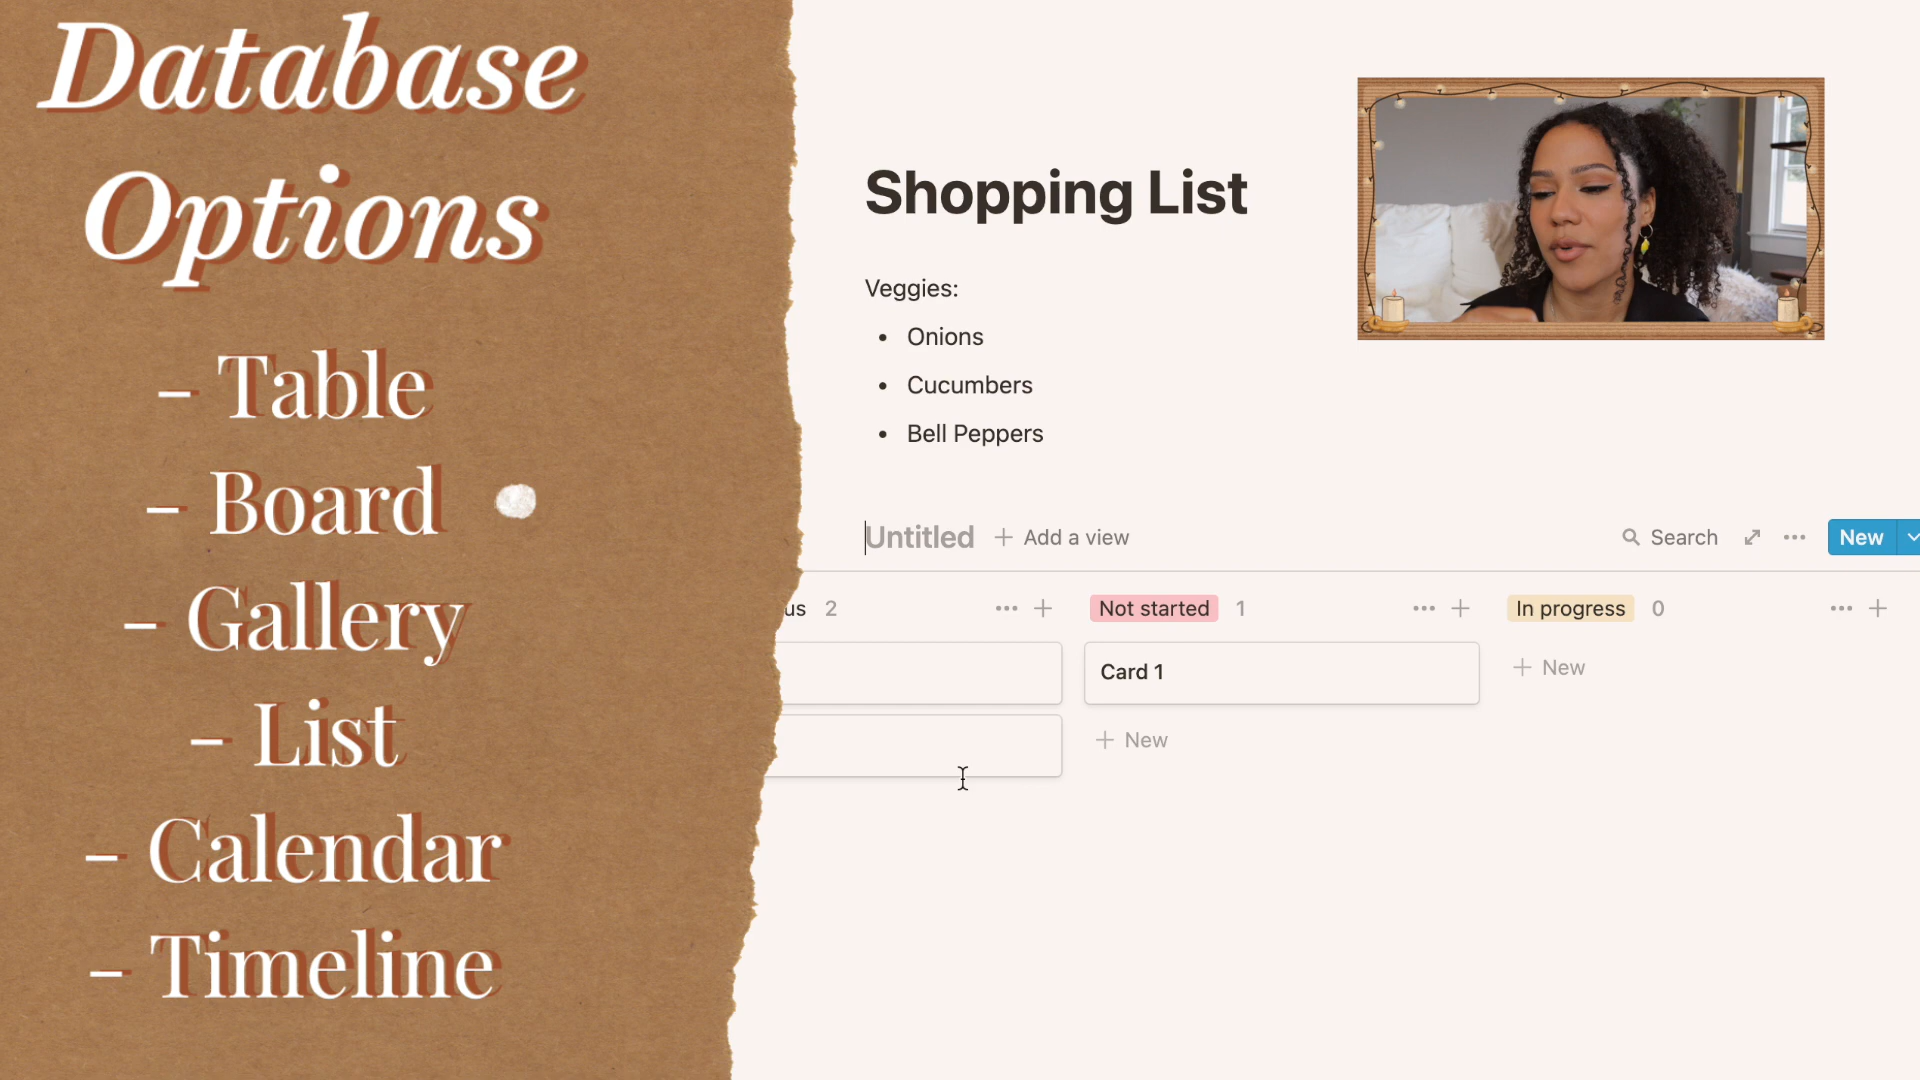 Database
Options
- Table
- Board
- Gallery
- List
- Calendar
- Timeline
Shopping List
Veggies:
• Onions
• Cucumbers
• Bell Peppers
Untitled + Add a view Search ••• New
us 2 ••• + Not started 1 ••• + In progress 0 ••• +
Card 1 + New
+ New